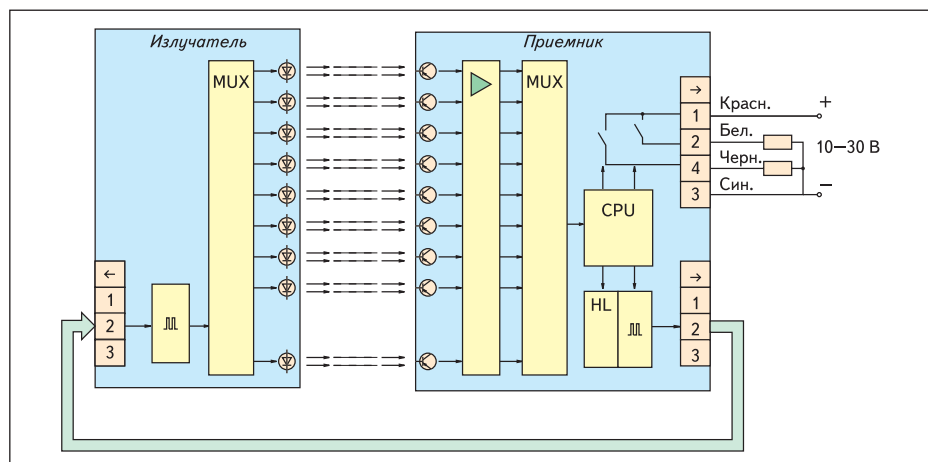 Излучатель
Приемник
MUX
MUX
→
1
2
4
3
Красн.
Бел.
Черн.
Син.
+
10—30 В
–
CPU
←
1
2
3
HL
→
1
2
3